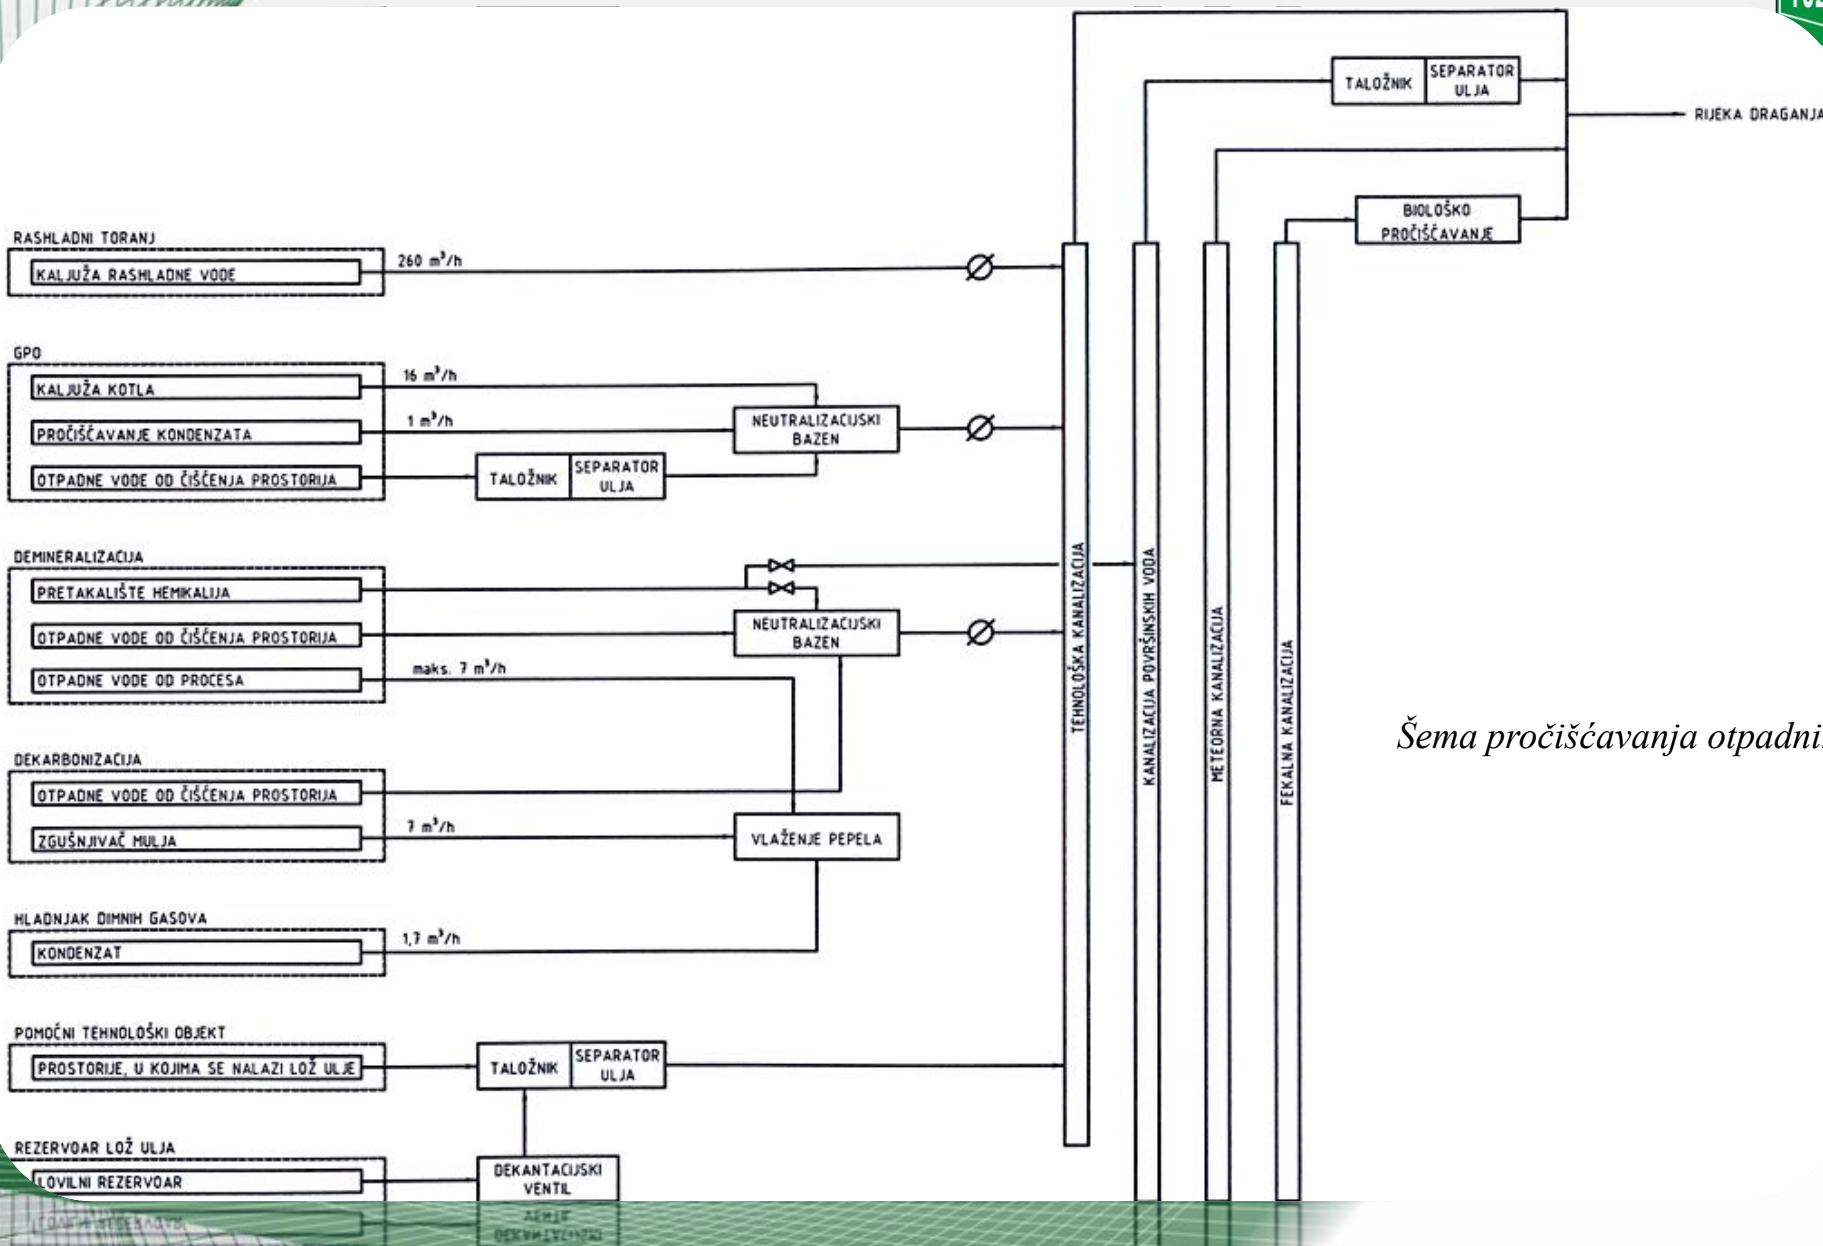 TALOŽNIK
SEPARATOR
ULJA
RIJEKA DRAGANJA
BIOLOŠKO
PROČIŠĆAVANJE
RASHLADNI TORANJ
KALJUŽA RASHLADNE VODE
260 m³/h
GPO
KALJUŽA KOTLA
16 m³/h
PROČIŠĆAVANJE KONDENZATA
1 m³/h
NEUTRALIZACIJSKI
BAZEN
OTPADNE VODE OD ČIŠĆENJA PROSTORIJA
TALOŽNIK
SEPARATOR
ULJA
DEMINERALIZACIJA
PRETAKALIŠTE HEMIKALIJA
OTPADNE VODE OD ČIŠĆENJA PROSTORIJA
NEUTRALIZACIJSKI
BAZEN
OTPADNE VODE OD PROCESA
maks. 7 m³/h
DEKARBONIZACIJA
OTPADNE VODE OD ČIŠĆENJA PROSTORIJA
ZGUŠNJIVAČ MULJA
7 m³/h
VLAŽENJE PEPELA
HLADNJAK DIMNIH GASOVA
KONDENZAT
1,7 m³/h
POMOĆNI TEHNOLOŠKI OBJEKT
PROSTORIJE, U KOJIMA SE NALAZI LOŽ ULJE
TALOŽNIK
SEPARATOR
ULJA
REZERVOAR LOŽ ULJA
LOVILNI REZERVOAR
DEKANTACIJSKI
VENTIL
TEHNOLOŠKA KANALIZACIJA
KANALIZACIJA POVRŠINSKIH VODA
METEORNA KANALIZACIJA
FEKALNA KANALIZACIJA
Šema pročišćavanja